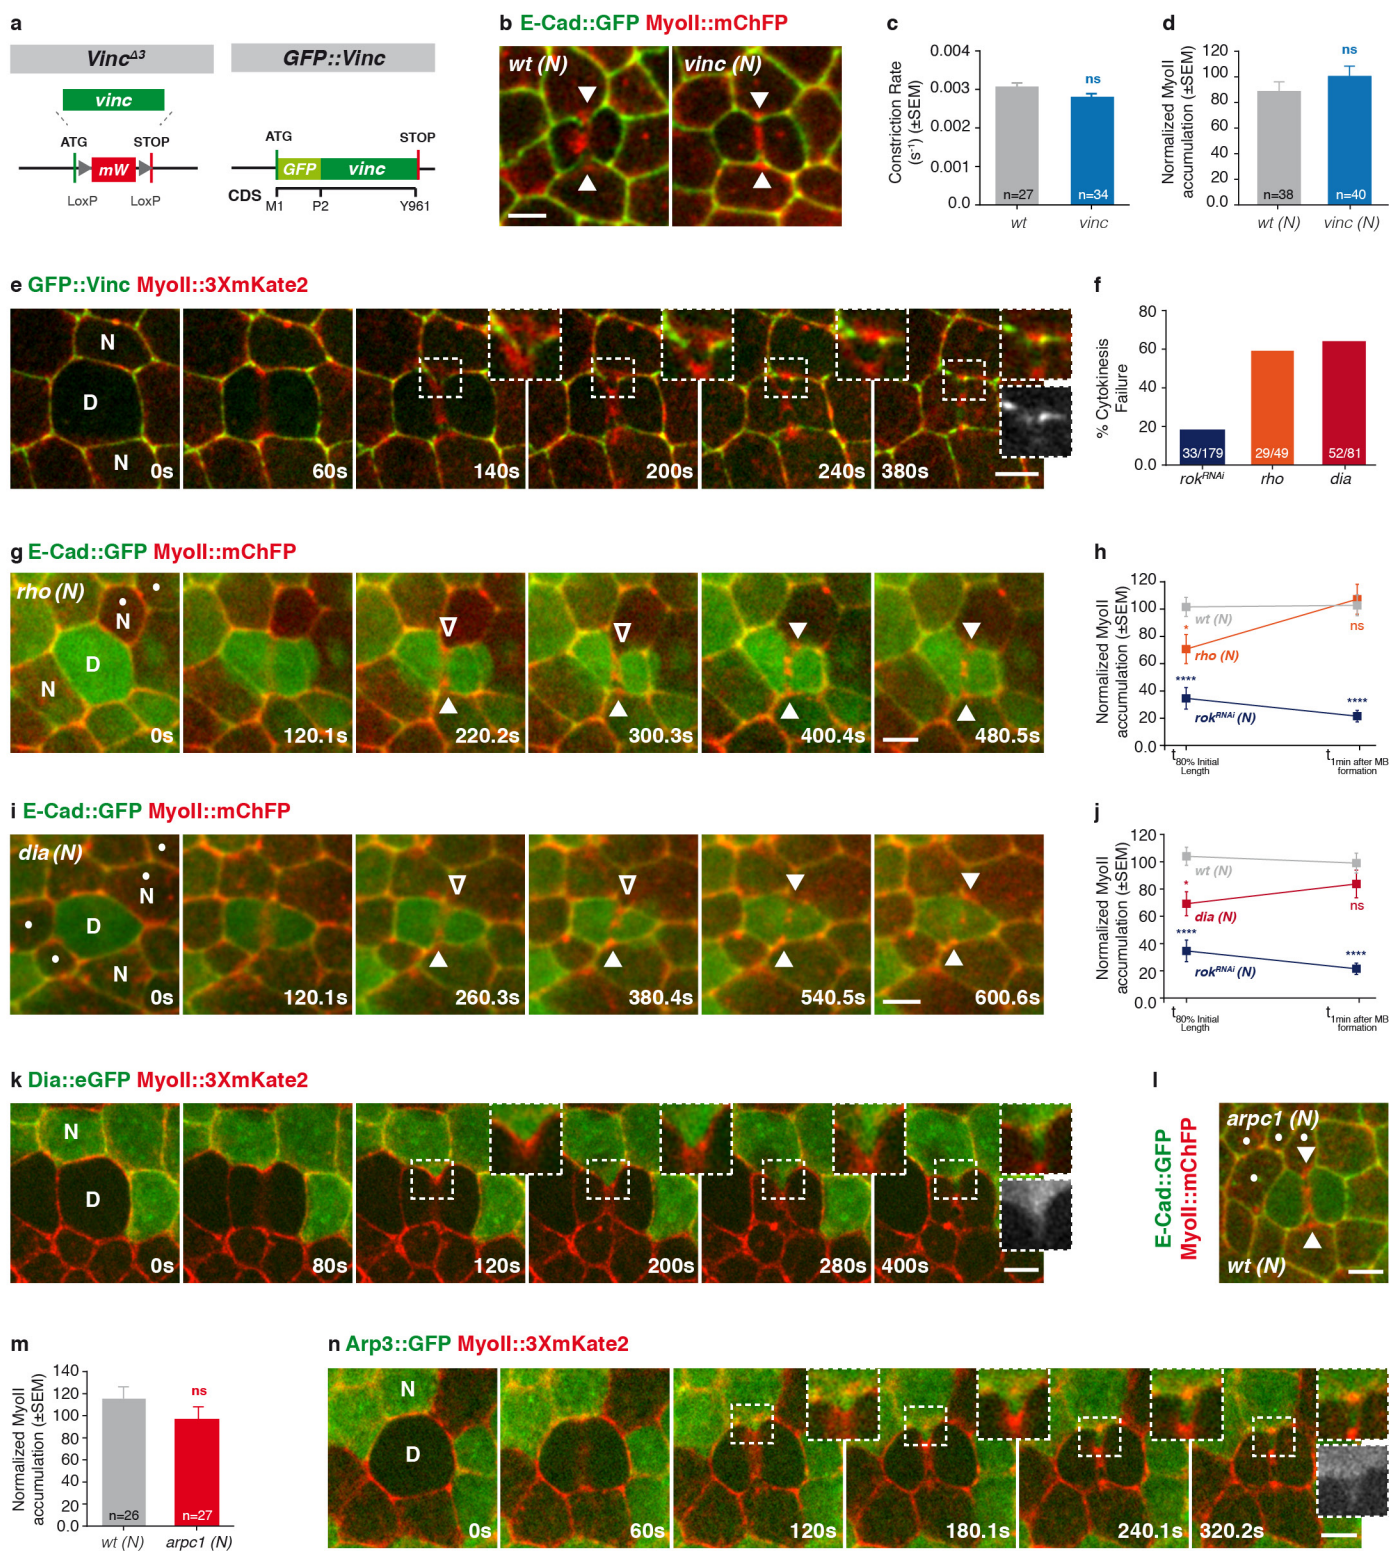 a
Vinc^Δ3
GFP::Vinc
vinc
ATG
STOP
mW
LoxP
LoxP
ATG
STOP
GFP
vinc
CDS
M1
P2
Y961
b E-Cad::GFP MyoII::mChFP
wt (N)
vinc (N)
c
Constriction Rate
(s⁻¹) (±SEM)
0.004
0.003
0.002
0.001
0.0
ns
n=27
n=34
wt
vinc
d
Normalized MyoII
accumulation (±SEM)
120
100
80
60
40
20
0.0
ns
n=38
n=40
wt (N)
vinc (N)
e GFP::Vinc MyoII::3XmKate2
N
D
N
0s
60s
140s
200s
240s
380s
f
% Cytokinesis
Failure
80
60
40
20
0.0
33/179
29/49
52/81
rok^RNAi
rho
dia
g E-Cad::GFP MyoII::mChFP
rho (N)
N
D
N
0s
120.1s
220.2s
300.3s
400.4s
480.5s
h
Normalized MyoII
accumulation (±SEM)
120
100
80
60
40
20
0.0
wt (N)
*
rho (N)
ns
****
****
rok^RNAi (N)
t80% Initial
Length
t1min after MB
formation
i E-Cad::GFP MyoII::mChFP
dia (N)
N
D
N
0s
120.1s
260.3s
380.4s
540.5s
600.6s
j
Normalized MyoII
accumulation (±SEM)
120
100
80
60
40
20
0.0
wt (N)
*
dia (N)
ns
****
****
rok^RNAi (N)
t80% Initial
Length
t1min after MB
formation
k Dia::eGFP MyoII::3XmKate2
N
D
0s
80s
120s
200s
280s
400s
l
E-Cad::GFP
MyoII::mChFP
arpc1 (N)
wt (N)
m
Normalized MyoII
accumulation (±SEM)
140
120
100
80
60
40
20
0.0
ns
n=26
n=27
wt (N)
arpc1 (N)
n Arp3::GFP MyoII::3XmKate2
N
D
0s
60s
120s
180.1s
240.1s
320.2s